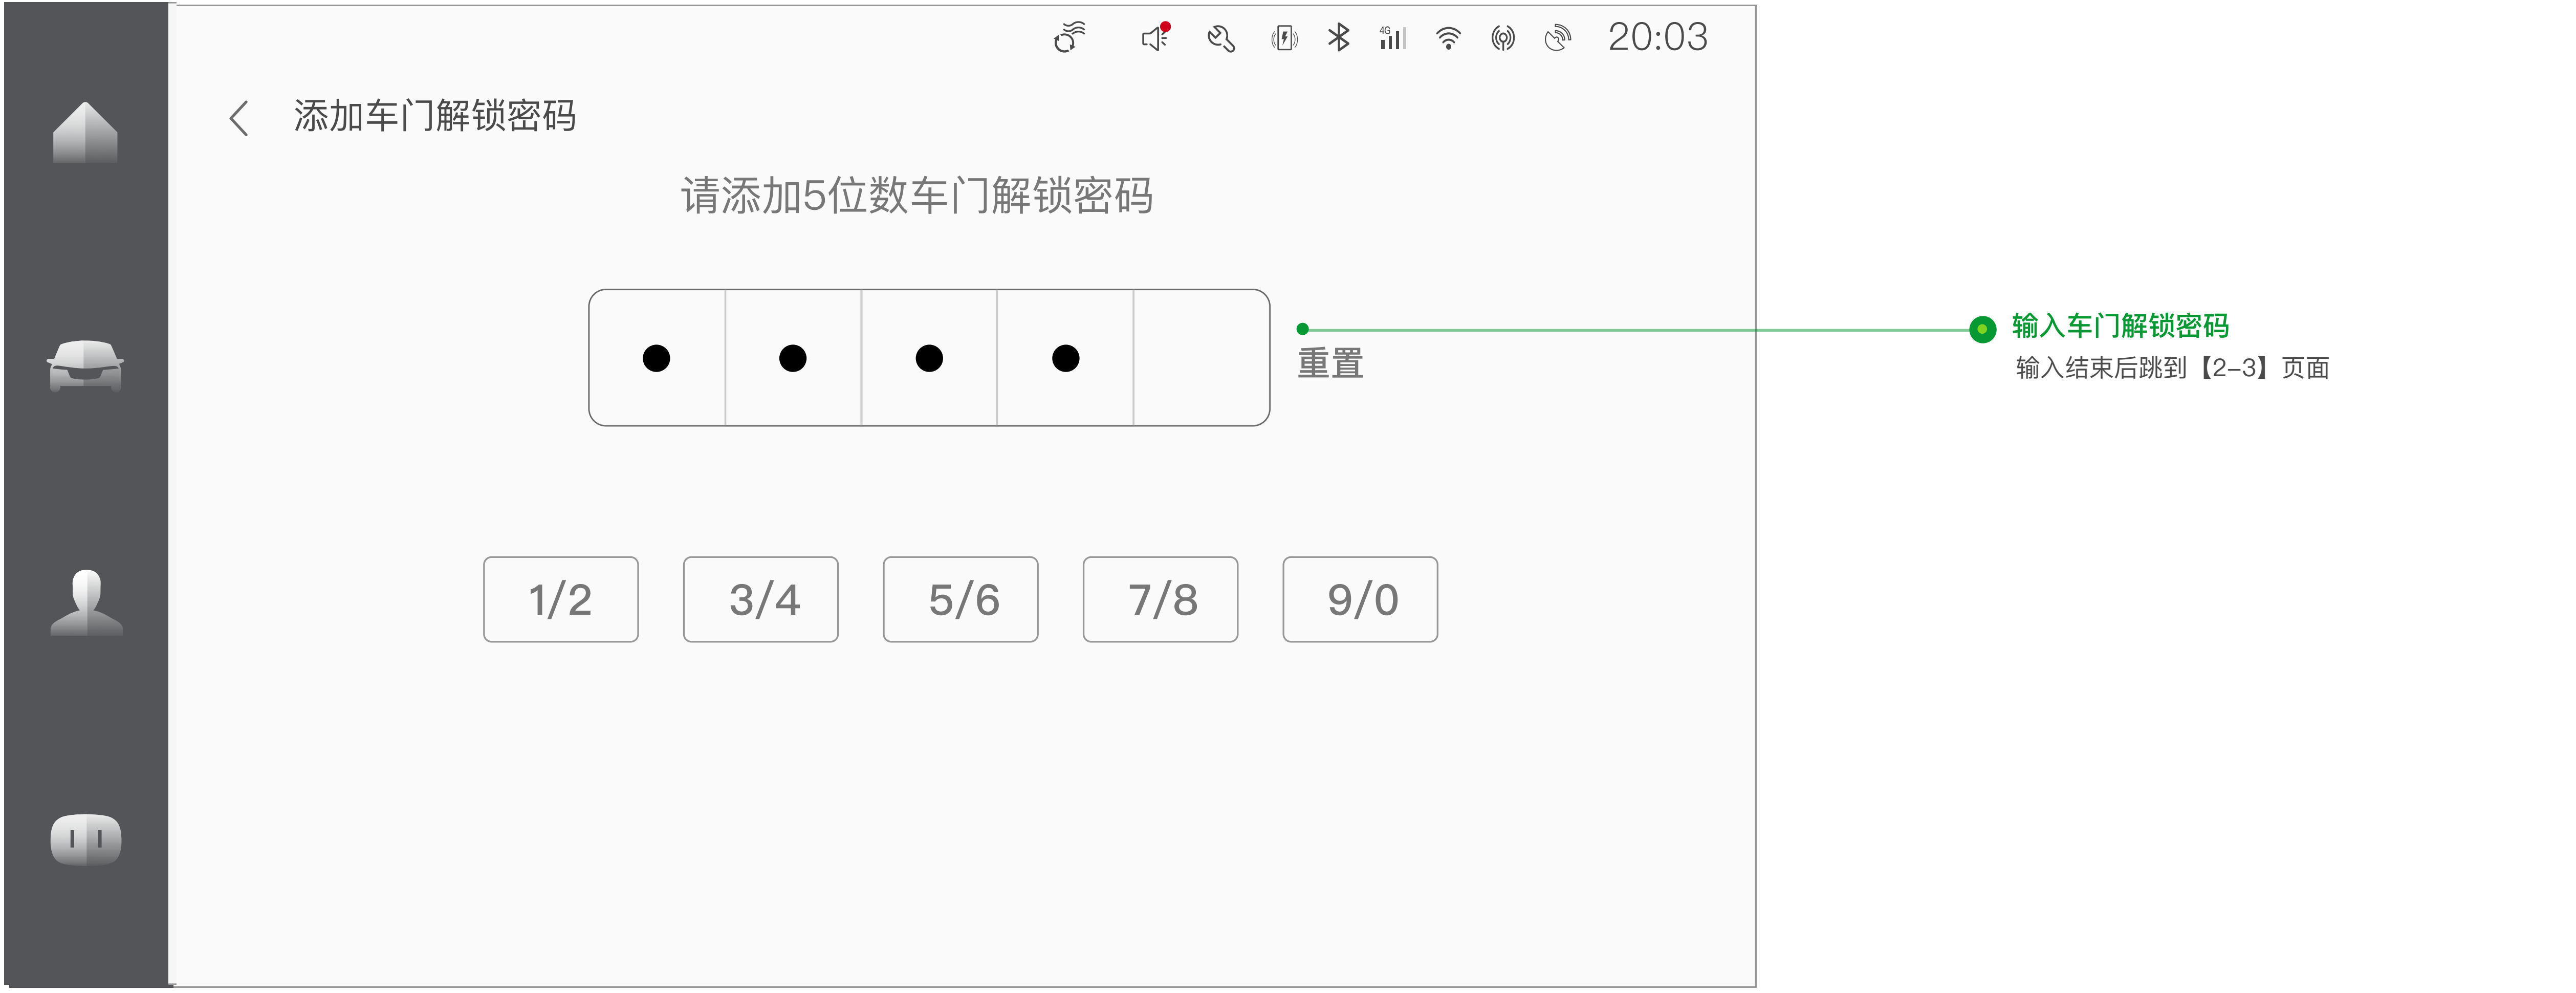 4G
20:03
添加车门解锁密码
请添加5位数车门解锁密码
重置
输入车门解锁密码
输入结束后跳到【2-3】页面
1/2
3/4
5/6
7/8
9/0